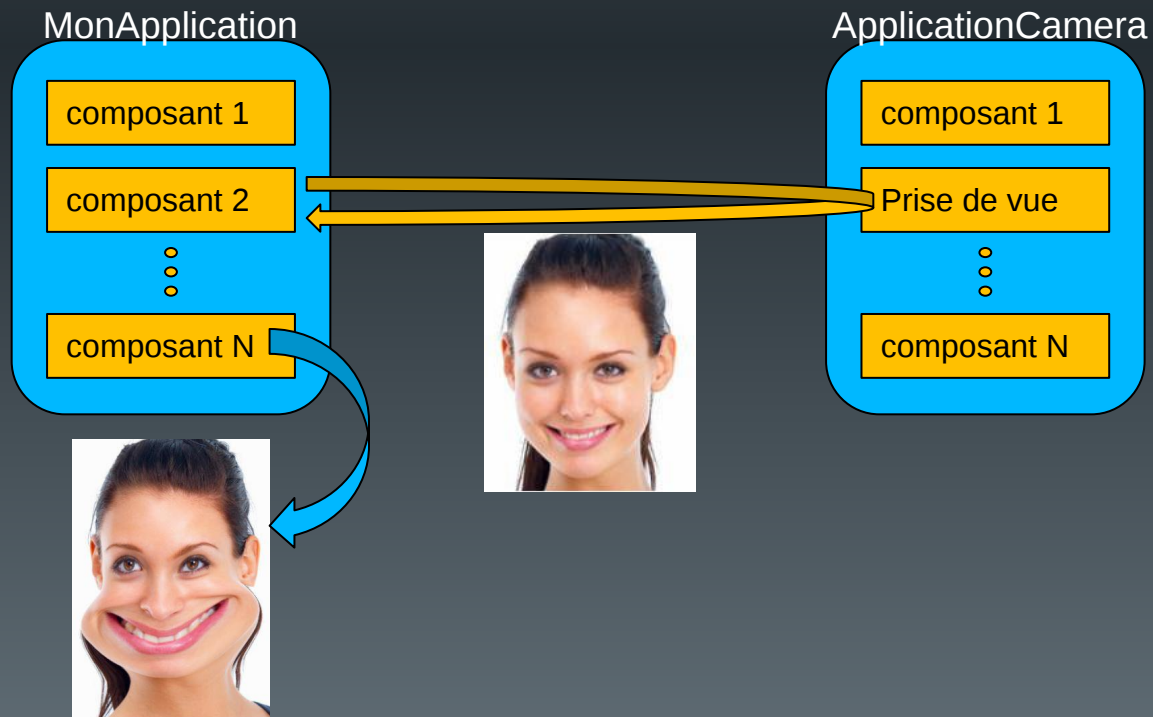 MonApplication
composant 1
composant 2
composant N
ApplicationCamera
composant 1
Prise de vue
composant N